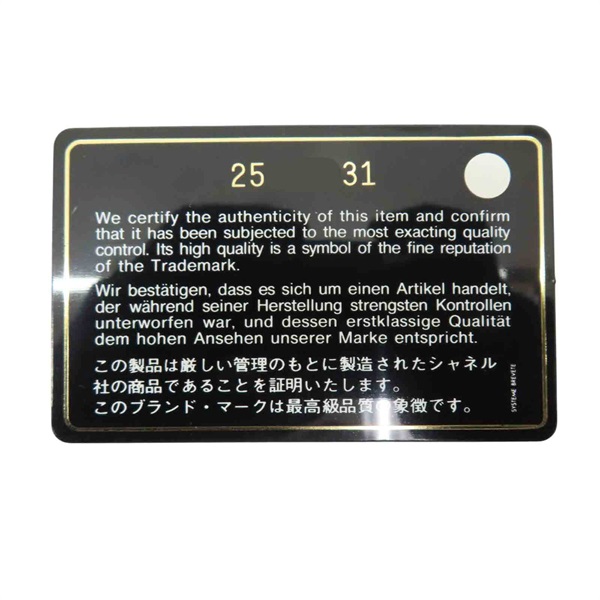 25 31
We certify the authenticity of this item and confirm
that it has been subjected to the most exacting quality
control. Its high quality is a symbol of the fine reputation
of the Trademark.
Wir bestätigen, dass es sich um einen Artikel handelt,
der während seiner Herstellung strengsten Kontrollen
unterworfen war, und dessen erstklassige Qualität
dem hohen Ansehen unserer Marke entspricht.
この製品は厳しい管理のもとに製造されたシャネル
社の商品であることを証明いたします。
このブランド・マークは最高級品質の象徴です。
SYSTEME BREVETE